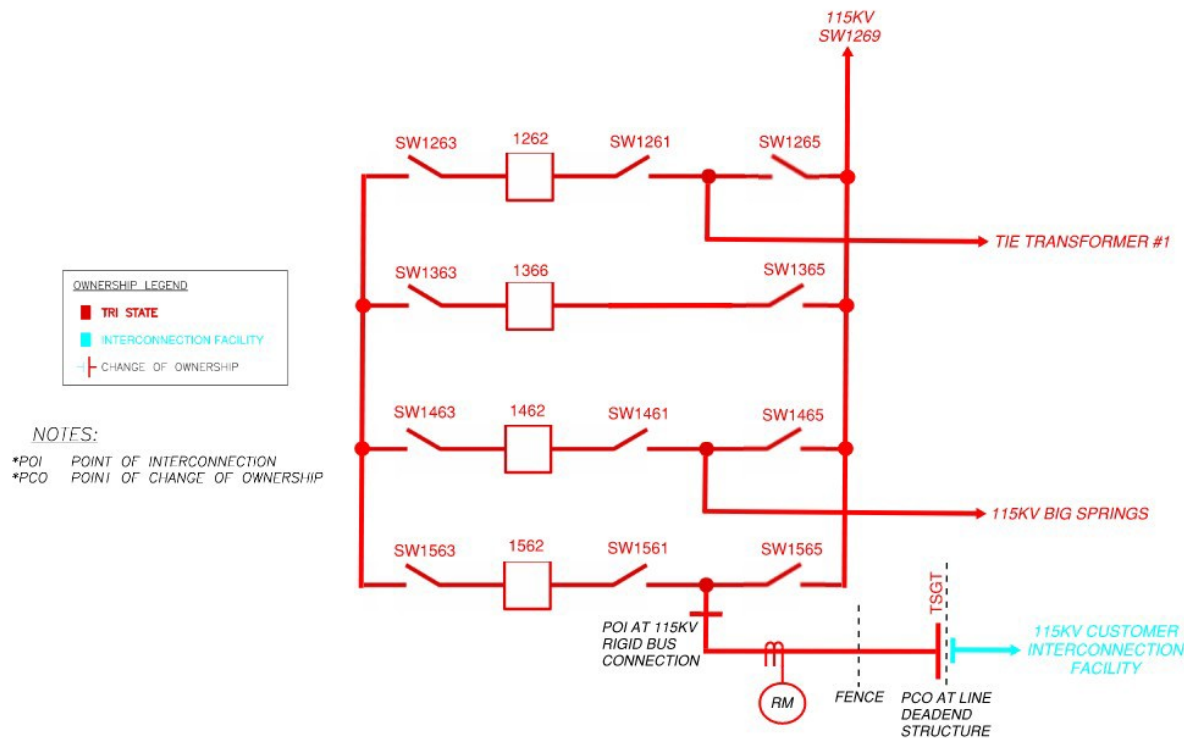 115KV
SW1269
SW1263
1262
SW1261
SW1265
TIE TRANSFORMER #1
SW1363
1366
SW1365
OWNERSHIP LEGEND
TRI STATE
INTERCONNECTION FACILITY
CHANGE OF OWNERSHIP
SW1463
1462
SW1461
SW1465
NOTES:
*POI POINT OF INTERCONNECTION
*PCO POINT OF CHANGE OF OWNERSHIP
115KV BIG SPRINGS
SW1563
1562
SW1561
SW1565
TSGT
POI AT 115KV
RIGID BUS
CONNECTION
115KV CUSTOMER
INTERCONNECTION
FACILITY
RM
FENCE
PCO AT LINE
DEADEND
STRUCTURE